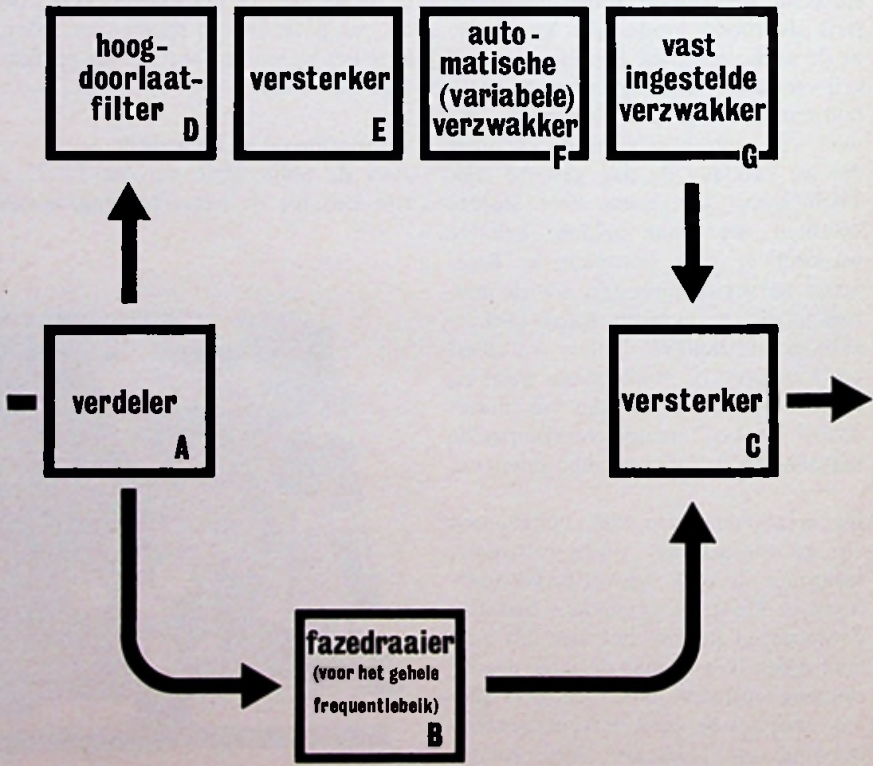 hoog-
doorlaat-
filter
D
versterker
E
auto-
matische
(variabele)
verzwakker
F
vast
ingestelde
verzwakker
G
verdeler
A
versterker
C
fazedraaier
(voor het gehele
frequentiebeik)
B